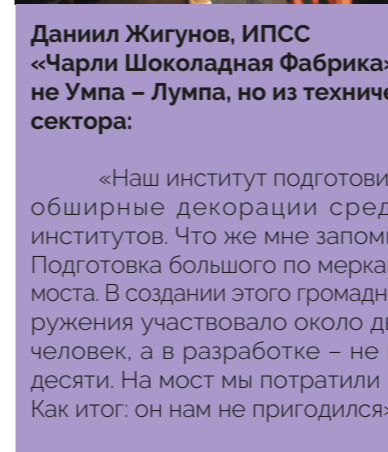 Даниил Жигунов, ИПСС
«Чарли Шоколадная Фабрика»
не Умпа – Лумпа, но из техниче
сектора:
«Наш институт подготови
обширные декорации сред
институтов. Что же мне запом
Подготовка большого по мерка
моста. В создании этого громадн
ружения участвовало около дв
человек, а в разработке – не
десяти. На мост мы потратили
Как итог: он нам не пригодился»